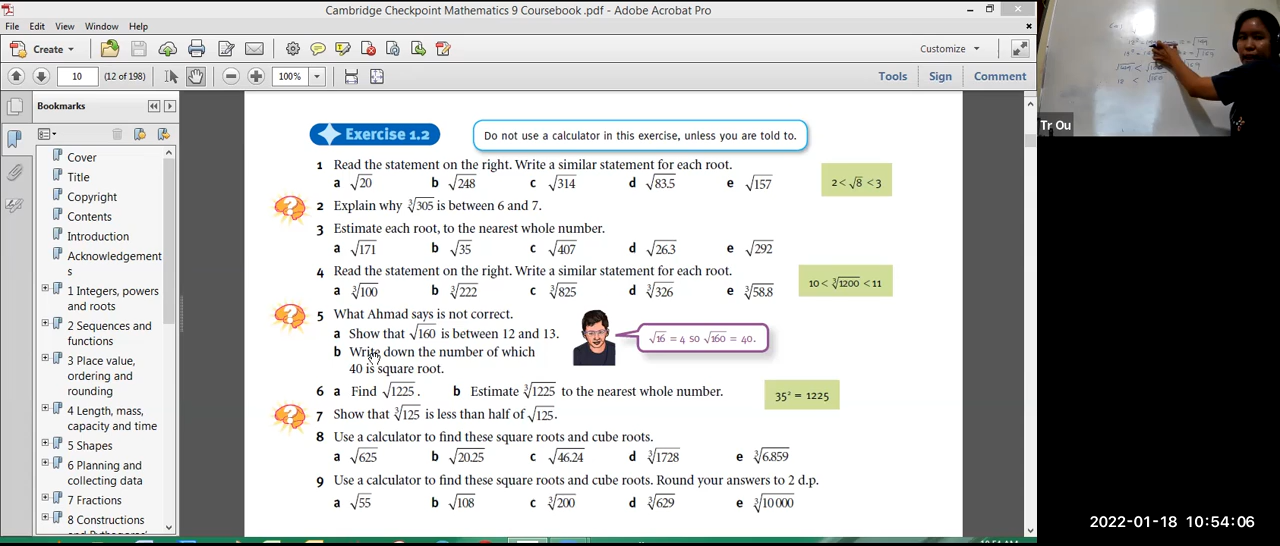 Cambridge Checkpoint Mathematics 9 Coursebook .pdf - Adobe Acrobat Pro
File Edit View Window Help
Create
Customize
10 (12 of 198) 100%
Tools Sign Comment
Bookmarks
Cover
Title
Copyright
Contents
Introduction
Acknowledgement
s
1 Integers, powers
and roots
2 Sequences and
functions
3 Place value,
ordering and
rounding
4 Length, mass,
capacity and time
5 Shapes
6 Planning and
collecting data
7 Fractions
8 Constructions
Exercise 1.2
Do not use a calculator in this exercise, unless you are told to.
1 Read the statement on the right. Write a similar statement for each root.
a √20 b √248 c √314 d √83.5 e √157
2 < √8 < 3
2 Explain why ∛305 is between 6 and 7.
3 Estimate each root, to the nearest whole number.
a √171 b √35 c √407 d √26.3 e √292
4 Read the statement on the right. Write a similar statement for each root.
a ∛100 b ∛222 c ∛825 d ∛326 e ∛58.8
10 < ∛1200 < 11
5 What Ahmad says is not correct.
a Show that √160 is between 12 and 13.
b Write down the number of which
40 is square root.
√16 = 4 so √160 = 40.
6 a Find √1225. b Estimate ∛1225 to the nearest whole number.
35² = 1225
7 Show that ∛125 is less than half of √125.
8 Use a calculator to find these square roots and cube roots.
a √625 b √20.25 c √46.24 d ∛1728 e ∛6.859
9 Use a calculator to find these square roots and cube roots. Round your answers to 2 d.p.
a √55 b √108 c ∛200 d ∛629 e ∛10 000
Tr Ou
2022-01-18 10:54:06